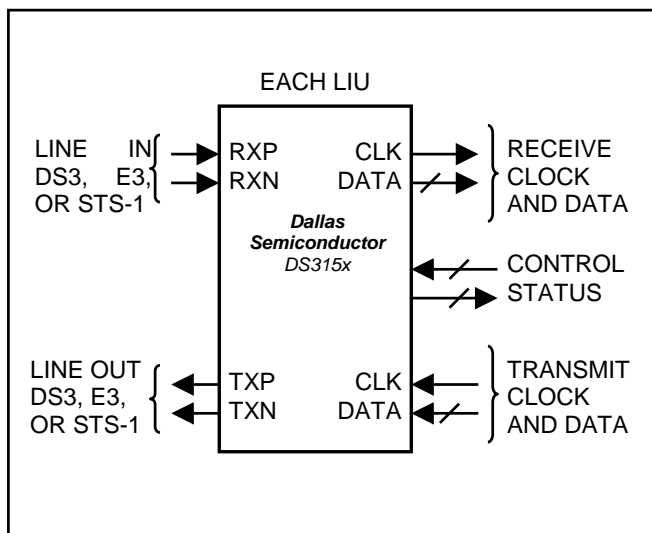 EACH LIU
LINE IN
DS3, E3,
OR STS-1
RXP
RXN
CLK
DATA
RECEIVE
CLOCK
AND DATA
Dallas
Semiconductor
DS315x
CONTROL
STATUS
LINE OUT
DS3, E3,
OR STS-1
TXP
TXN
CLK
DATA
TRANSMIT
CLOCK
AND DATA